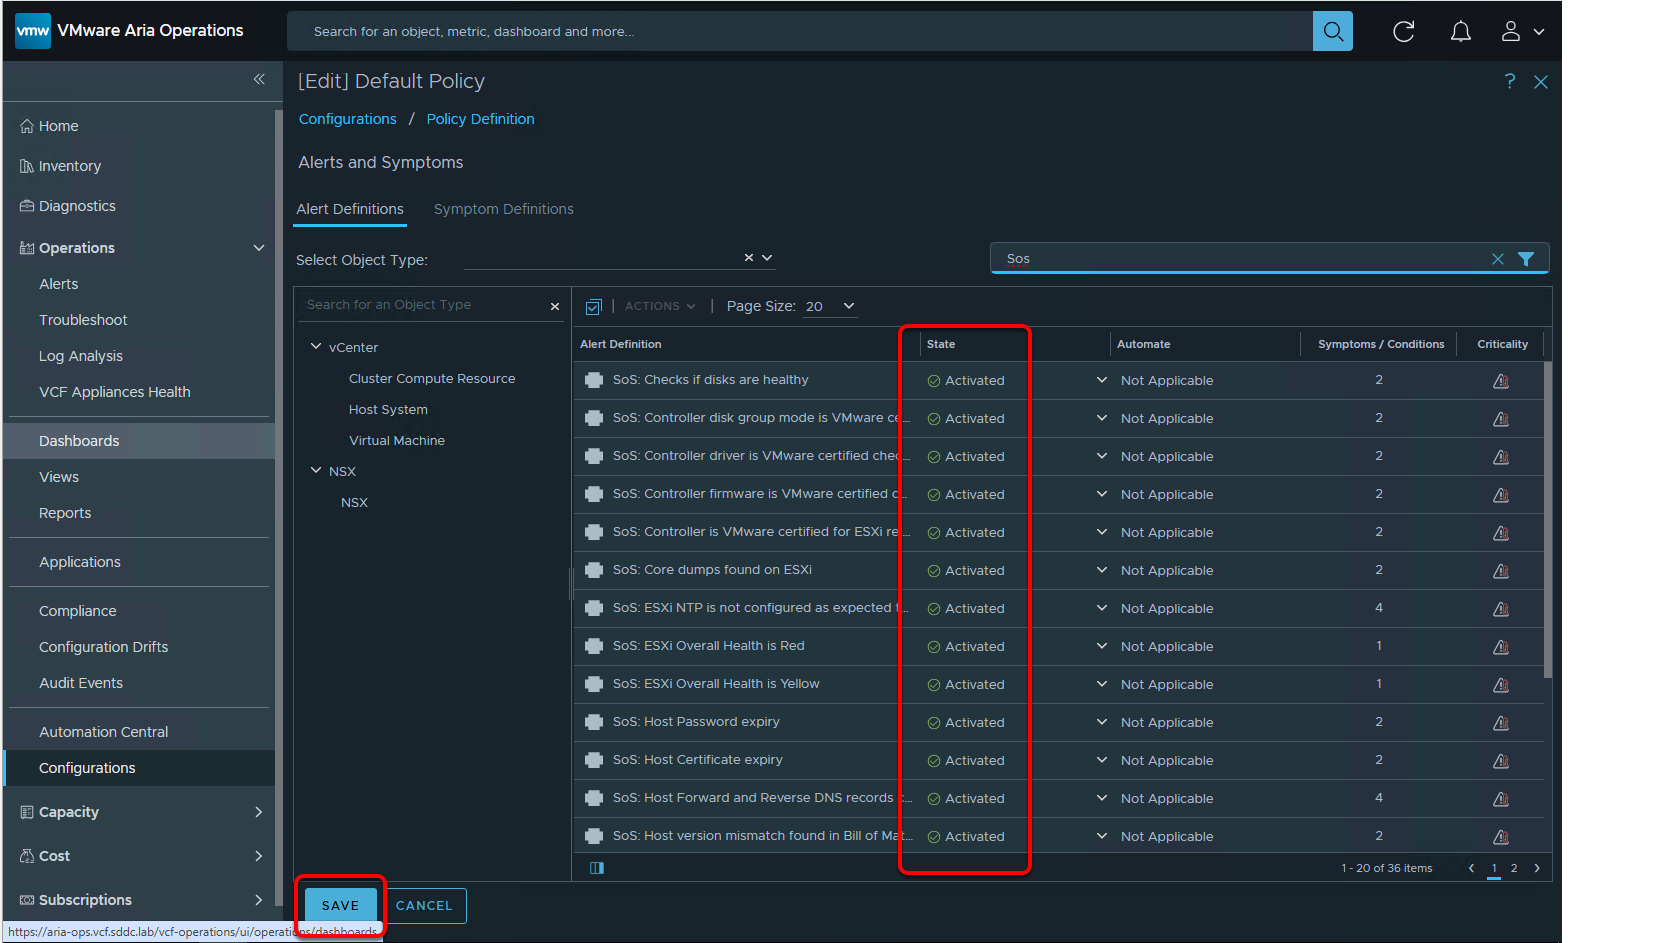 vmw VMware Aria Operations
Search for an object, metric, dashboard and more...
[Edit] Default Policy
?
Configurations / Policy Definition
Alerts and Symptoms
Alert Definitions Symptom Definitions
Select Object Type:
Sos
Home
Inventory
Diagnostics
Operations
Alerts
Troubleshoot
Log Analysis
VCF Appliances Health
Dashboards
Views
Reports
Applications
Compliance
Configuration Drifts
Audit Events
Automation Central
Configurations
Capacity
Cost
Subscriptions
Search for an Object Type
vCenter
Cluster Compute Resource
Host System
Virtual Machine
NSX
NSX
ACTIONS | Page Size: 20
Alert Definition State Automate Symptoms / Conditions Criticality
SoS: Checks if disks are healthy Activated Not Applicable 2
SoS: Controller disk group mode is VMware ce... Activated Not Applicable 2
SoS: Controller driver is VMware certified chec... Activated Not Applicable 2
SoS: Controller firmware is VMware certified c... Activated Not Applicable 2
SoS: Controller is VMware certified for ESXi re... Activated Not Applicable 2
SoS: Core dumps found on ESXi Activated Not Applicable 2
SoS: ESXi NTP is not configured as expected t... Activated Not Applicable 4
SoS: ESXi Overall Health is Red Activated Not Applicable 1
SoS: ESXi Overall Health is Yellow Activated Not Applicable 1
SoS: Host Password expiry Activated Not Applicable 2
SoS: Host Certificate expiry Activated Not Applicable 2
SoS: Host Forward and Reverse DNS records c... Activated Not Applicable 4
SoS: Host version mismatch found in Bill of Mat... Activated Not Applicable 2
1 - 20 of 36 items 1 2
SAVE CANCEL
https://aria-ops.vcf.sddc.lab/vcf-operations/ui/operations/dashboards